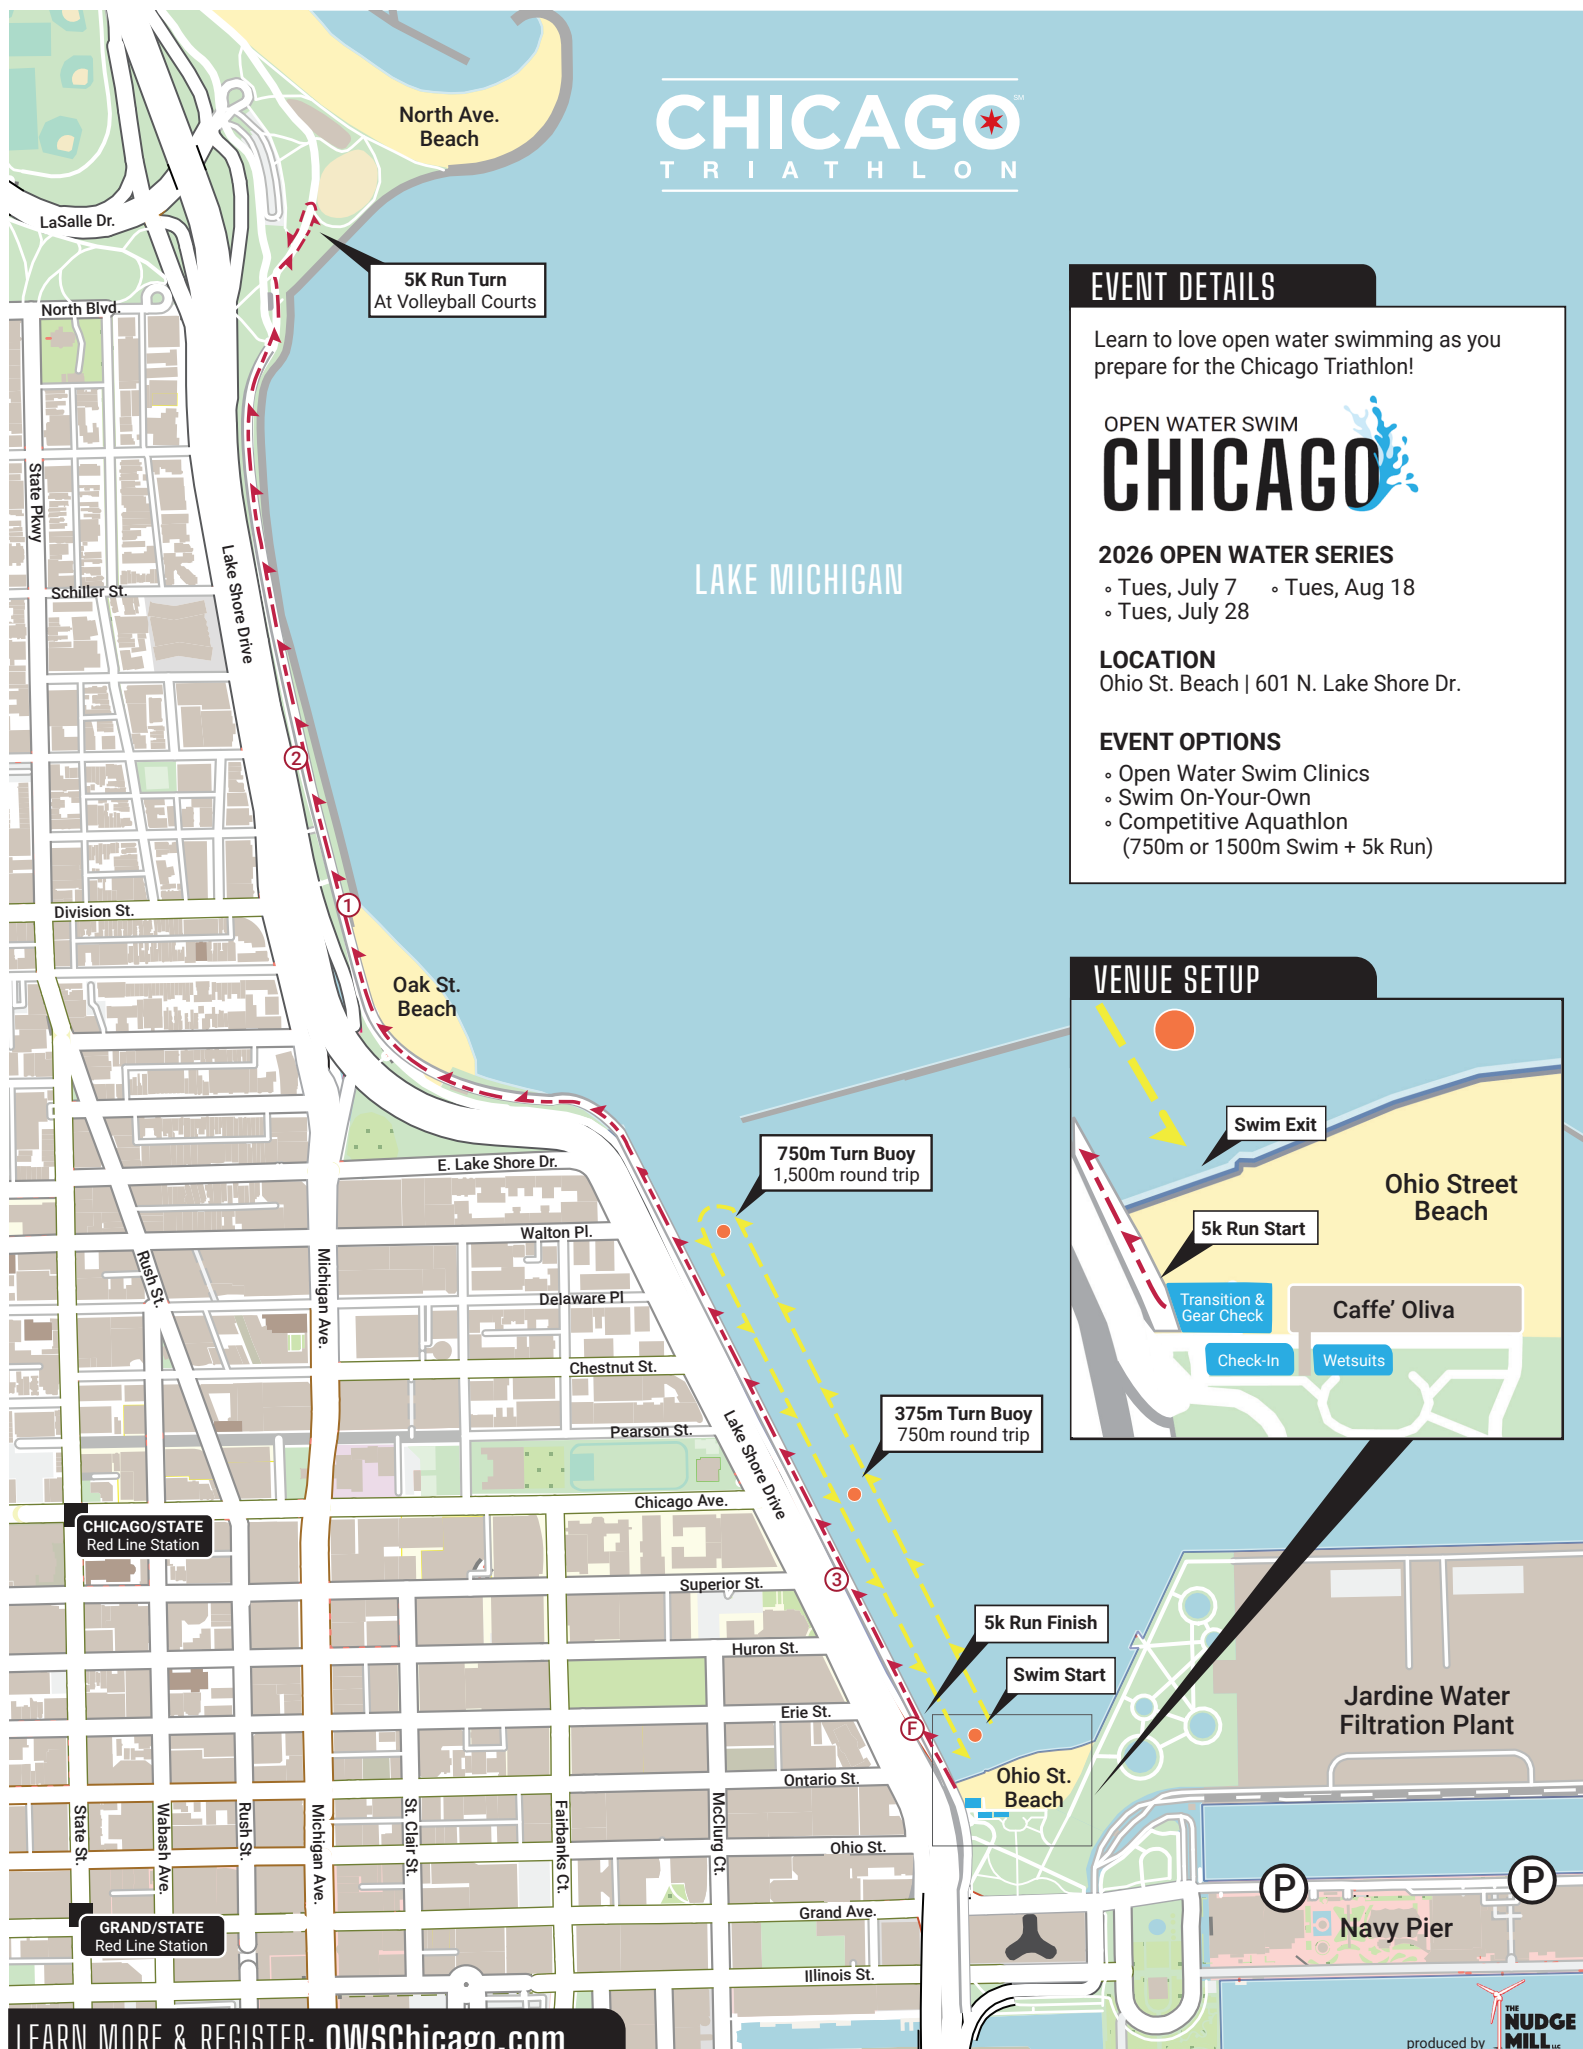 CHICAGO
SM
TRIATHLON
North Ave.
Beach
LaSalle Dr.
5K Run Turn
At Volleyball Courts
North Blvd.
State Pkwy
Lake Shore Drive
Schiller St.
LAKE MICHIGAN
EVENT DETAILS
Learn to love open water swimming as you
prepare for the Chicago Triathlon!
OPEN WATER SWIM
CHICAGO
2026 OPEN WATER SERIES
◦ Tues, July 7 ◦ Tues, Aug 18
◦ Tues, July 28
LOCATION
Ohio St. Beach | 601 N. Lake Shore Dr.
EVENT OPTIONS
◦ Open Water Swim Clinics
◦ Swim On-Your-Own
◦ Competitive Aquathlon
(750m or 1500m Swim + 5k Run)
2
1
Division St.
Oak St.
Beach
VENUE SETUP
Swim Exit
Ohio Street
Beach
5k Run Start
Transition &
Gear Check
Caffe' Oliva
Check-In
Wetsuits
750m Turn Buoy
1,500m round trip
E. Lake Shore Dr.
Walton Pl.
Rush St.
Michigan Ave.
Delaware Pl
Chestnut St.
375m Turn Buoy
750m round trip
Pearson St.
Lake Shore Drive
Chicago Ave.
CHICAGO/STATE
Red Line Station
3
Superior St.
5k Run Finish
Huron St.
Swim Start
Erie St.
F
Jardine Water
Filtration Plant
Ontario St.
Ohio St.
Beach
State St.
Wabash Ave.
Rush St.
Michigan Ave.
St. Clair St.
Fairbanks Ct.
McClurg Ct.
Ohio St.
P
P
Grand Ave.
GRAND/STATE
Red Line Station
Navy Pier
Illinois St.
LEARN MORE & REGISTER: OWSChicago.com
produced by
THE
NUDGE
MILL LLC